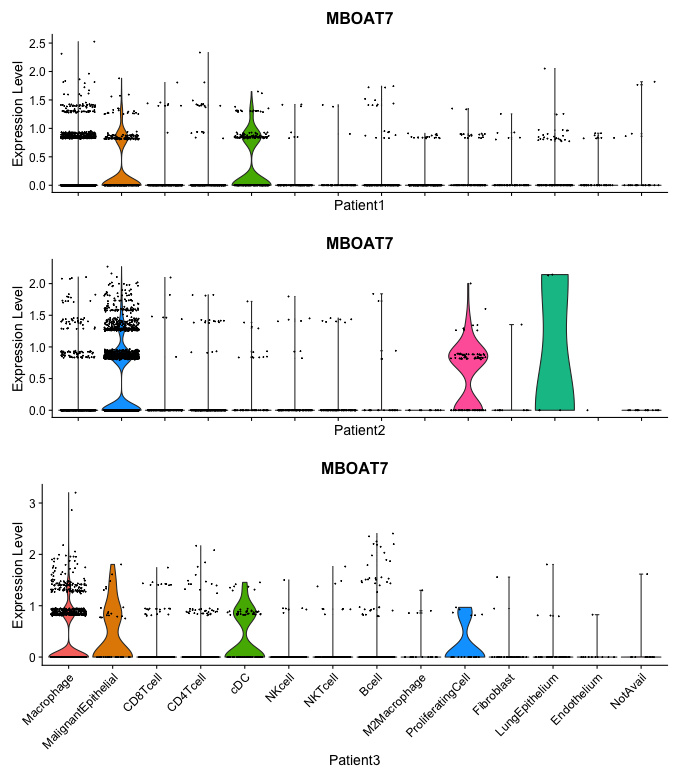 MBOAT7
Expression Level
2.5
2.0
1.5
1.0
0.5
0.0
Patient1
MBOAT7
Expression Level
2.0
1.5
1.0
0.5
0.0
Patient2
MBOAT7
Expression Level
3
2
1
0
Macrophage
MalignantEpithelial
CD8Tcell
CD4Tcell
cDC
NKcell
NKTcell
Bcell
M2Macrophage
ProliferatingCell
Fibroblast
LungEpithelium
Endothelium
NotAvail
Patient3